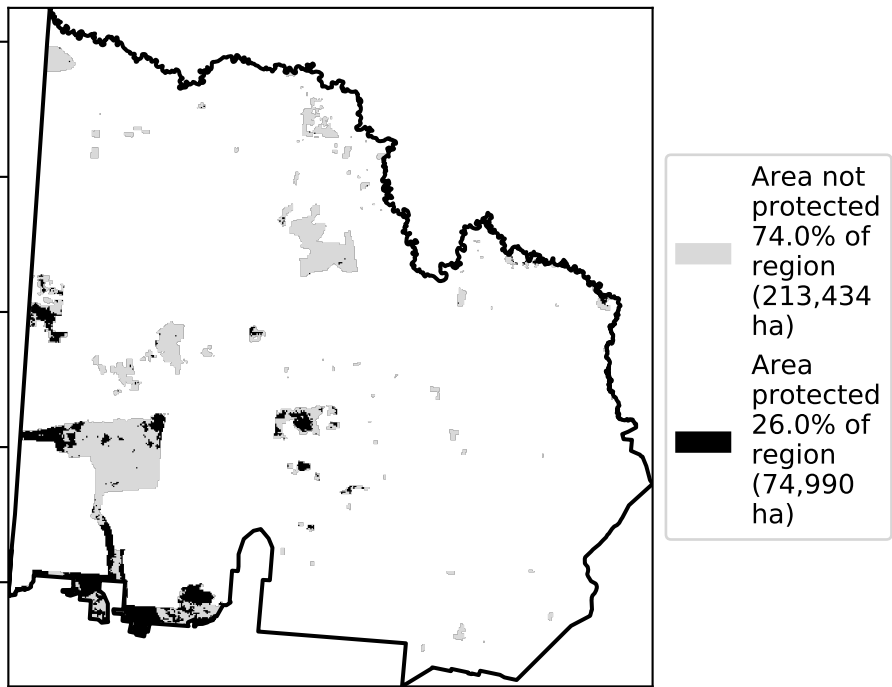 Area not
protected
74.0% of
region
(213,434
ha)
Area
protected
26.0% of
region
(74,990
ha)